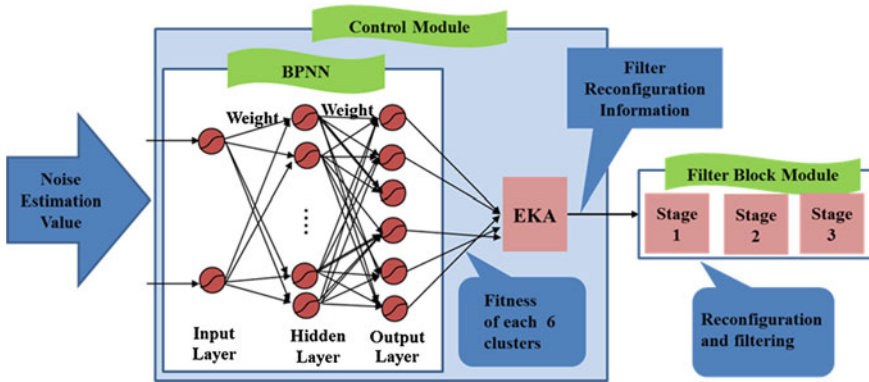 Control Module
BPNN
Weight
Weight
Noise
Estimation
Value
Input
Layer
Hidden
Layer
Output
Layer
EKA
Fitness
of each 6
clusters
Filter
Reconfiguration
Information
Filter Block Module
Stage
1
Stage
2
Stage
3
Reconfiguration
and filtering